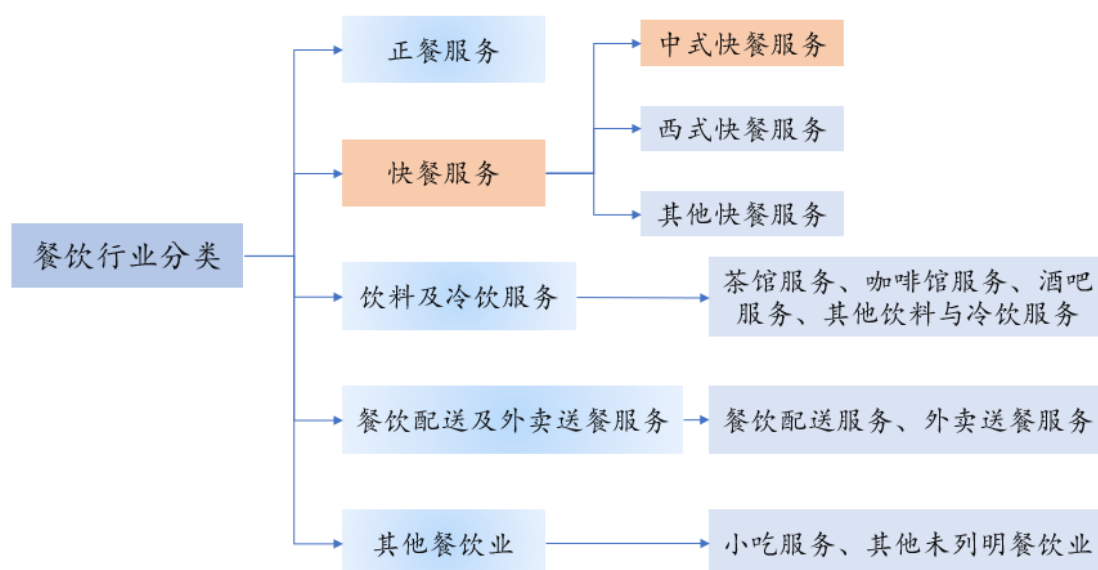 餐饮行业分类
正餐服务
快餐服务
中式快餐服务
西式快餐服务
其他快餐服务
饮料及冷饮服务
茶馆服务、咖啡馆服务、酒吧
服务、其他饮料与冷饮服务
餐饮配送及外卖送餐服务
餐饮配送服务、外卖送餐服务
其他餐饮业
小吃服务、其他未列明餐饮业